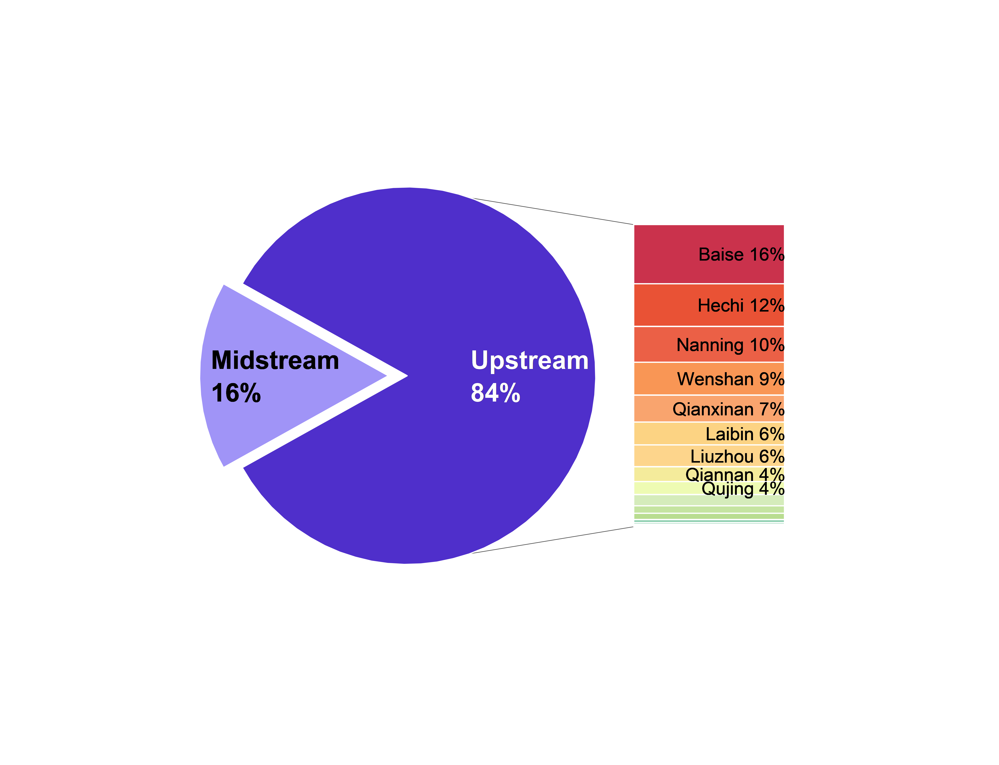 Midstream
16%
Upstream
84%
Baise 16%
Hechi 12%
Nanning 10%
Wenshan 9%
Qianxinan 7%
Laibin 6%
Liuzhou 6%
Qiannan 4%
Qujing 4%